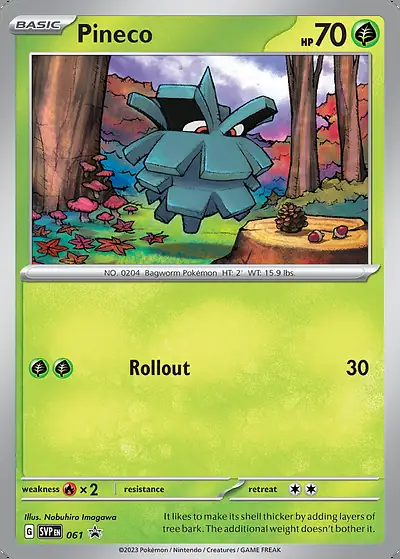 BASIC
Pineco
HP 70
NO. 0204 Bagworm Pokémon HT: 2' WT: 15.9 lbs.
Rollout 30
weakness ×2 resistance retreat
Illus. Nobuhiro Imagawa
G SVP EN 061
It likes to make its shell thicker by adding layers of
tree bark. The additional weight doesn't bother it.
©2023 Pokémon / Nintendo / Creatures / GAME FREAK